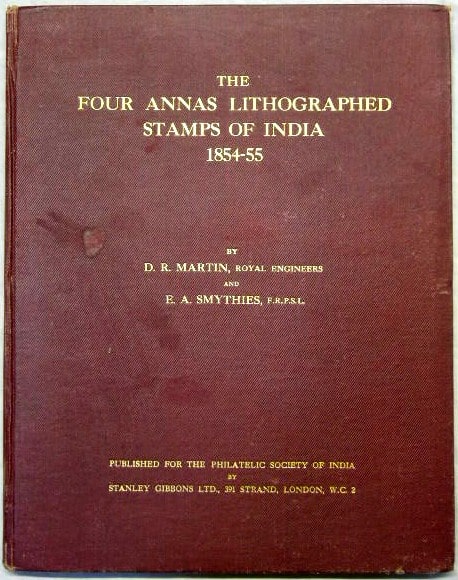 THE
FOUR ANNAS LITHOGRAPHED
STAMPS OF INDIA
1854-55
BY
D. R. MARTIN, ROYAL ENGINEERS
AND
E. A. SMYTHIES, F.R.P.S.L.
PUBLISHED FOR THE PHILATELIC SOCIETY OF INDIA
BY
STANLEY GIBBONS LTD., 391 STRAND, LONDON, W.C. 2